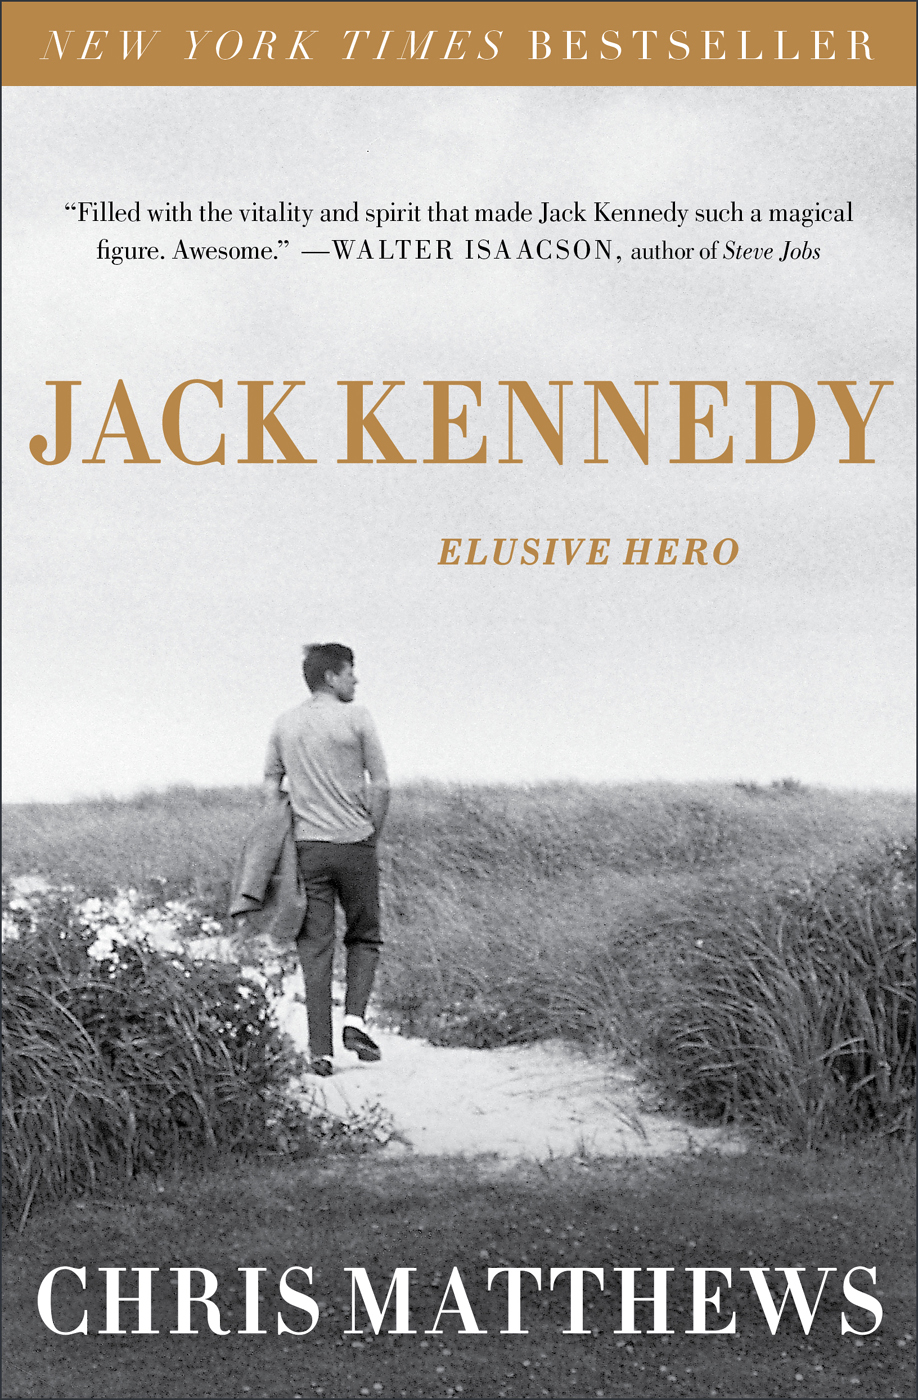 NEW YORK TIMES BESTSELLER
“Filled with the vitality and spirit that made Jack Kennedy such a magical
figure. Awesome.” —WALTER ISAACSON, author of Steve Jobs
JACK KENNEDY
ELUSIVE HERO
CHRIS MATTHEWS